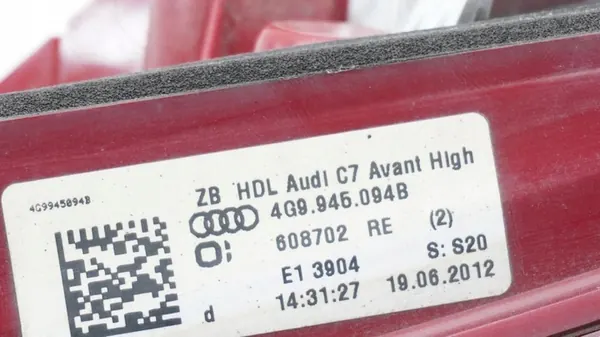 4G9945094B
ZB HDL Audi C7 Avant High
4G9.945.094B
608702 RE (2)
E1 3904 S: S20
d 14:31:27 19.06.2012